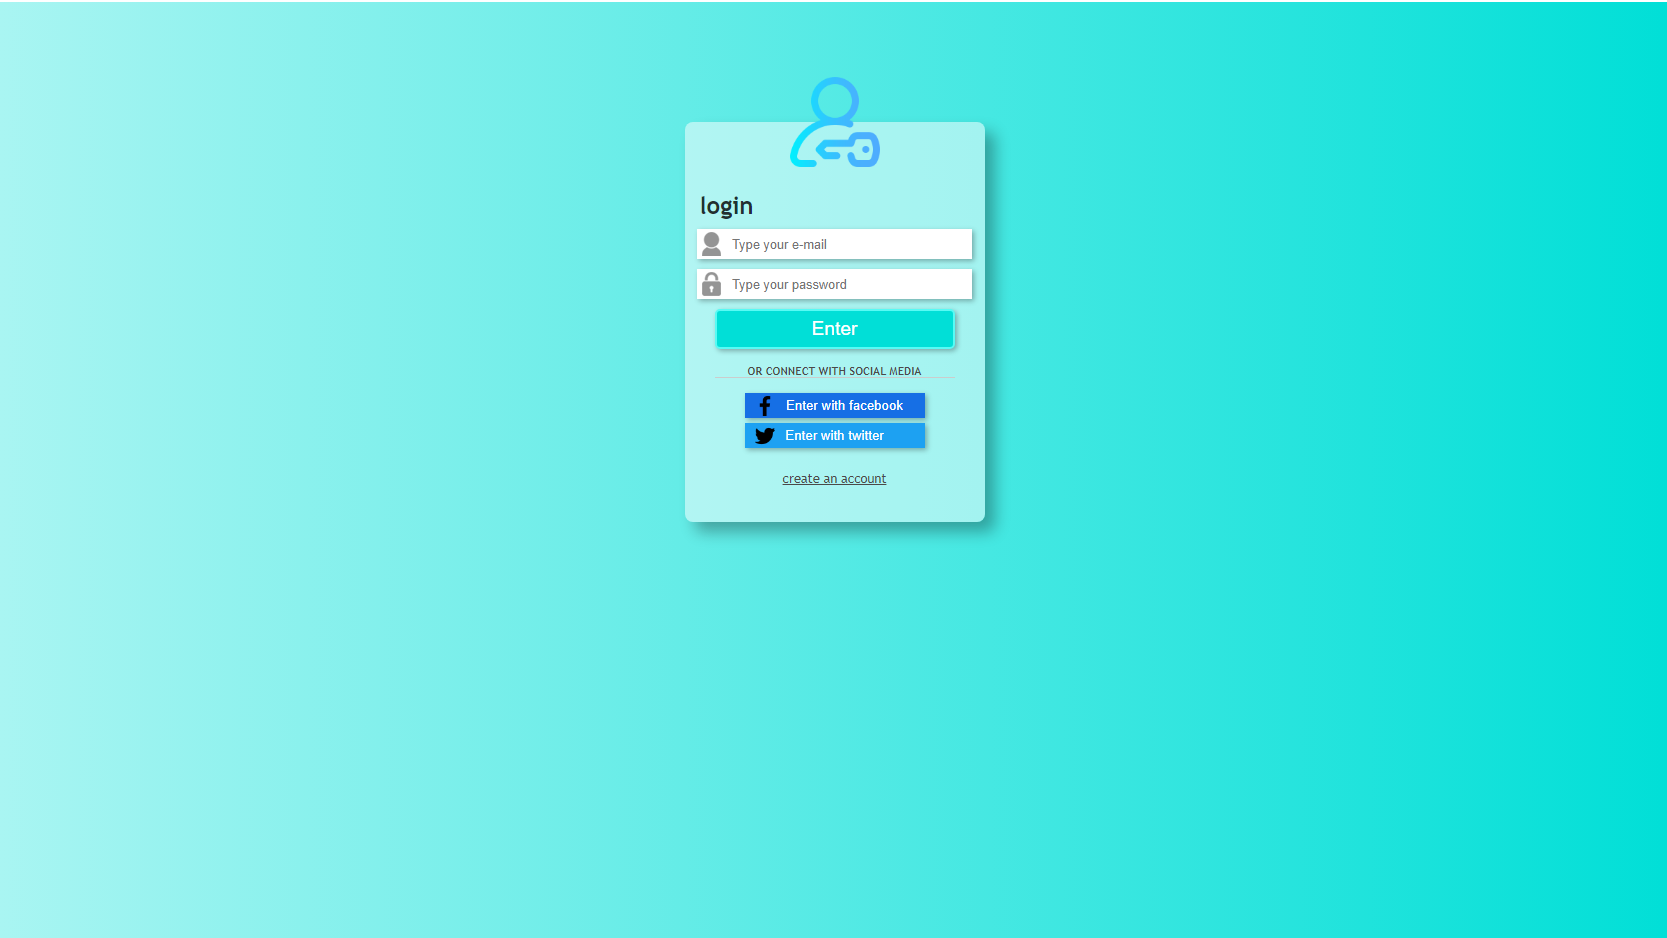 login
Type your e-mail
Type your password
Enter
OR CONNECT WITH SOCIAL MEDIA
Enter with facebook
Enter with twitter
create an account